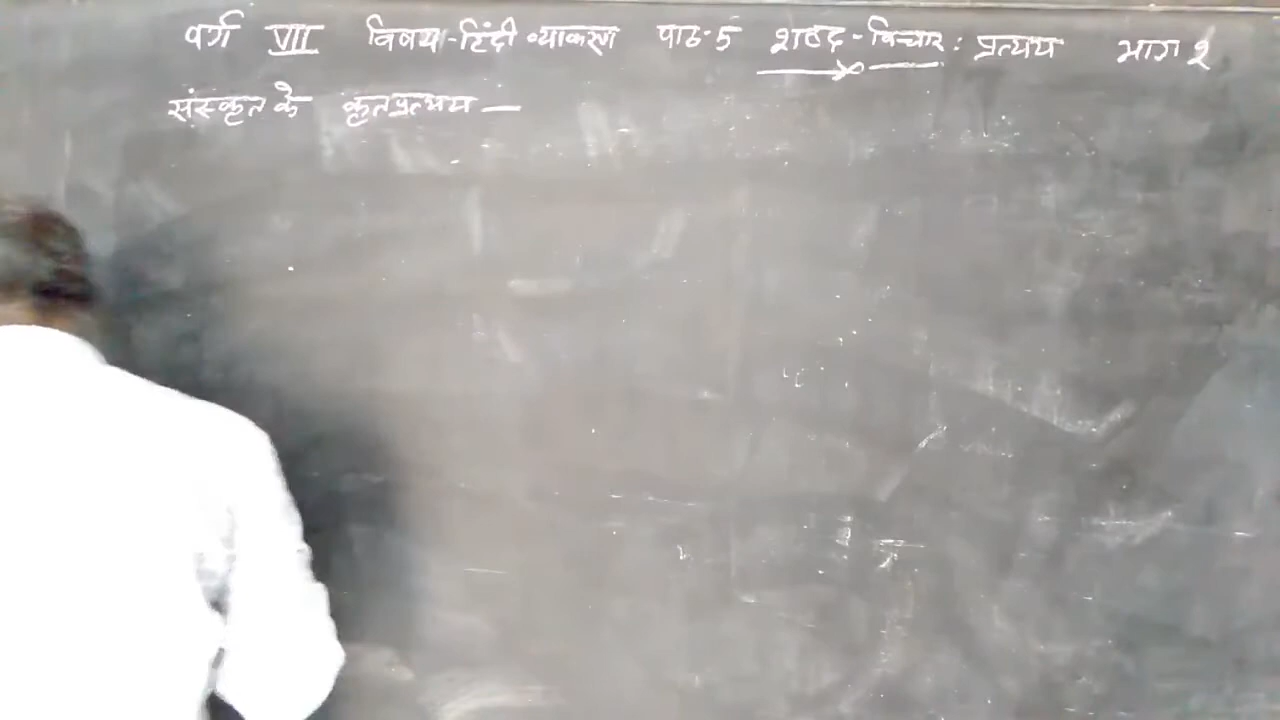 वर्ग VII विषय-हिंदी व्याकरण पाठ-5 शब्द-विचार: प्रत्यय भाग २
संस्कृत के कृतप्रत्यय —